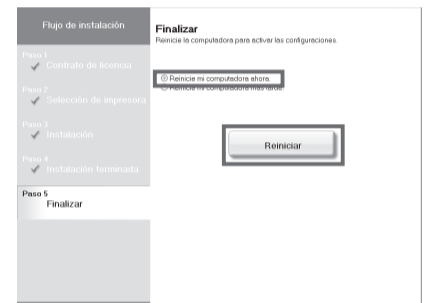 Flujo de instalación
Paso 1
Contrato de licencia
Paso 2
Selección de impresora
Paso 3
Instalación
Paso 4
Instalación terminada
Paso 5
Finalizar
Finalizar
Reinicie la computadora para activar las configuraciones.
Reinicie mi computadora ahora.
Reinicie mi computadora más tarde.
Reiniciar